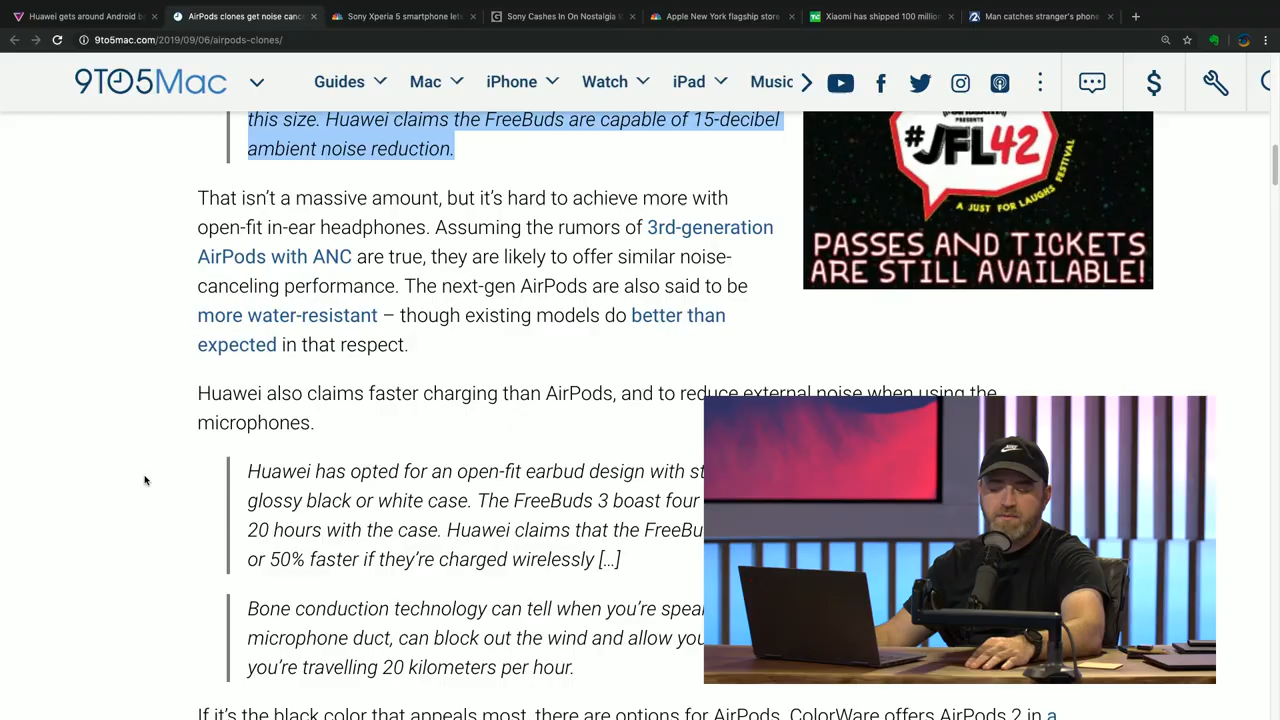 Huawei gets around Android b
AirPods clones get noise canc
Sony Xperia 5 smartphone lets
Sony Cashes In On Nostalgia W
Apple New York flagship store
Xiaomi has shipped 100 million
Man catches stranger's phone
9to5mac.com/2019/09/06/airpods-clones/
9TO5Mac
Guides
Mac
iPhone
Watch
iPad
Music
this size. Huawei claims the FreeBuds are capable of 15-decibel
ambient noise reduction.
PRESENTS
#JFL42
A JUST FOR LAUGHS FESTIVAL
PASSES AND TICKETS
ARE STILL AVAILABLE!
That isn't a massive amount, but it's hard to achieve more with
open-fit in-ear headphones. Assuming the rumors of 3rd-generation
AirPods with ANC are true, they are likely to offer similar noise-
canceling performance. The next-gen AirPods are also said to be
more water-resistant – though existing models do better than
expected in that respect.
Huawei also claims faster charging than AirPods, and to reduce external noise when using the
microphones.
Huawei has opted for an open-fit earbud design with st
glossy black or white case. The FreeBuds 3 boast four
20 hours with the case. Huawei claims that the FreeBu
or 50% faster if they're charged wirelessly [...]
Bone conduction technology can tell when you're speak
microphone duct, can block out the wind and allow you
you're travelling 20 kilometers per hour.
If it's the black color that appeals most, there are options for AirPods. ColorWare offers AirPods 2 in a